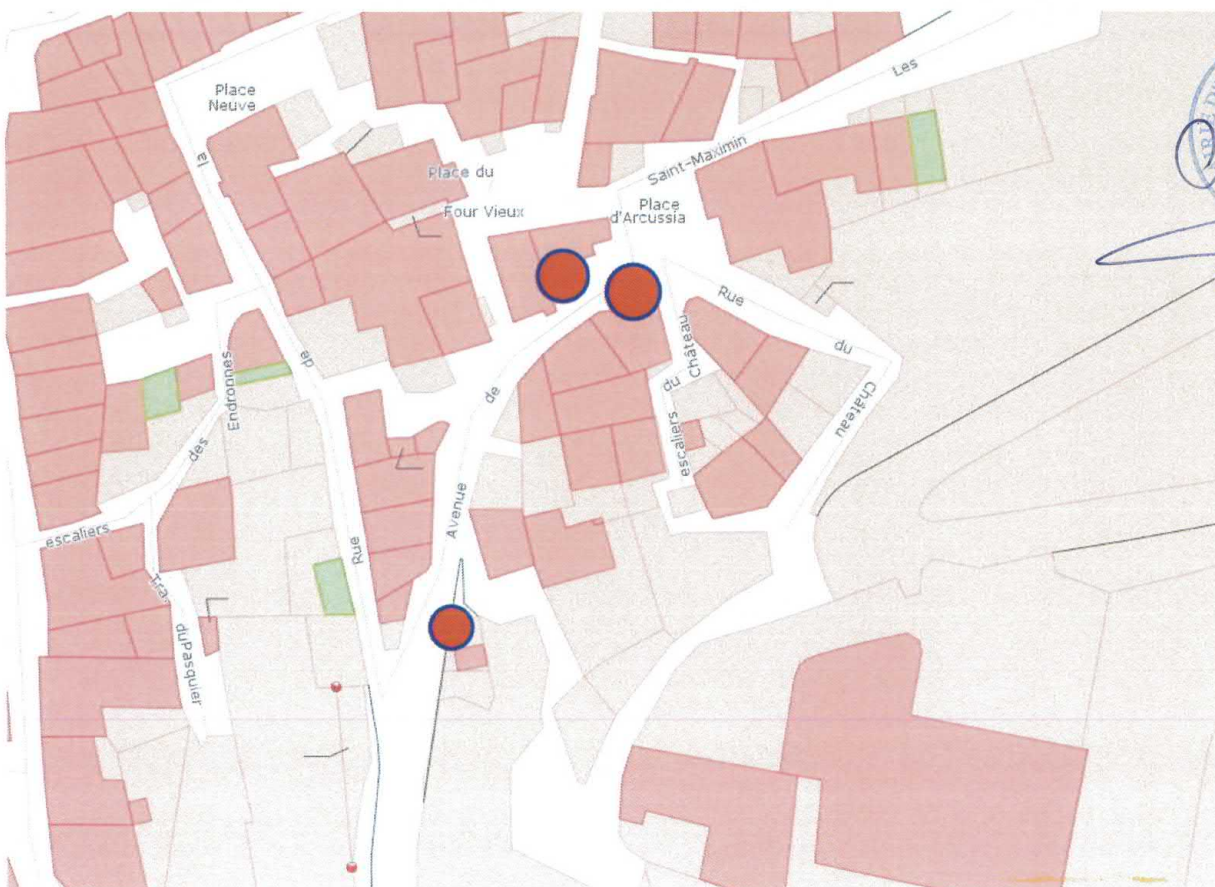 Les
Place
Neuve
Saint-Maximin
la
Place du
Four Vieux
Place
d'Arcussia
Rue
du
Château
de
Endronnes
des
escaliers
Rue
de
Avenue
escaliers
du
Château
Tra.
du Pasquier